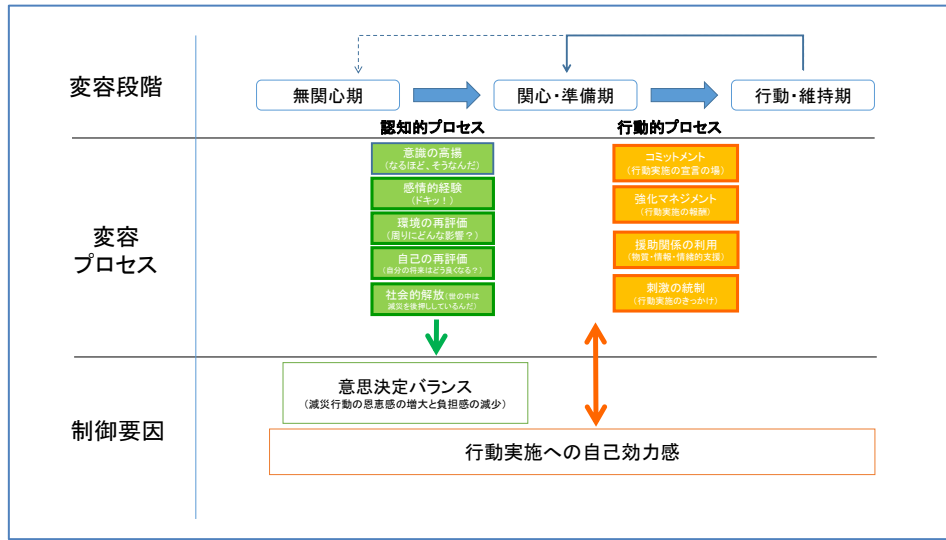 変容段階
無関心期
関心・準備期
行動・維持期
認知的プロセス
行動的プロセス
変容
プロセス
意識の高揚
(なるほど、そうなんだ)
感情的経験
(ドキッ！)
環境の再評価
(周りにどんな影響？)
自己の再評価
(自分の将来はどう良くなる？)
社会的解放(世の中は
減災を後押ししているんだ)
コミットメント
(行動実施の宣言の場)
強化マネジメント
(行動実施の報酬)
援助関係の利用
(物質・情報・情緒的支援)
刺激の統制
(行動実施のきっかけ)
制御要因
意思決定バランス
(減災行動の恩恵感の増大と負担感の減少)
行動実施への自己効力感